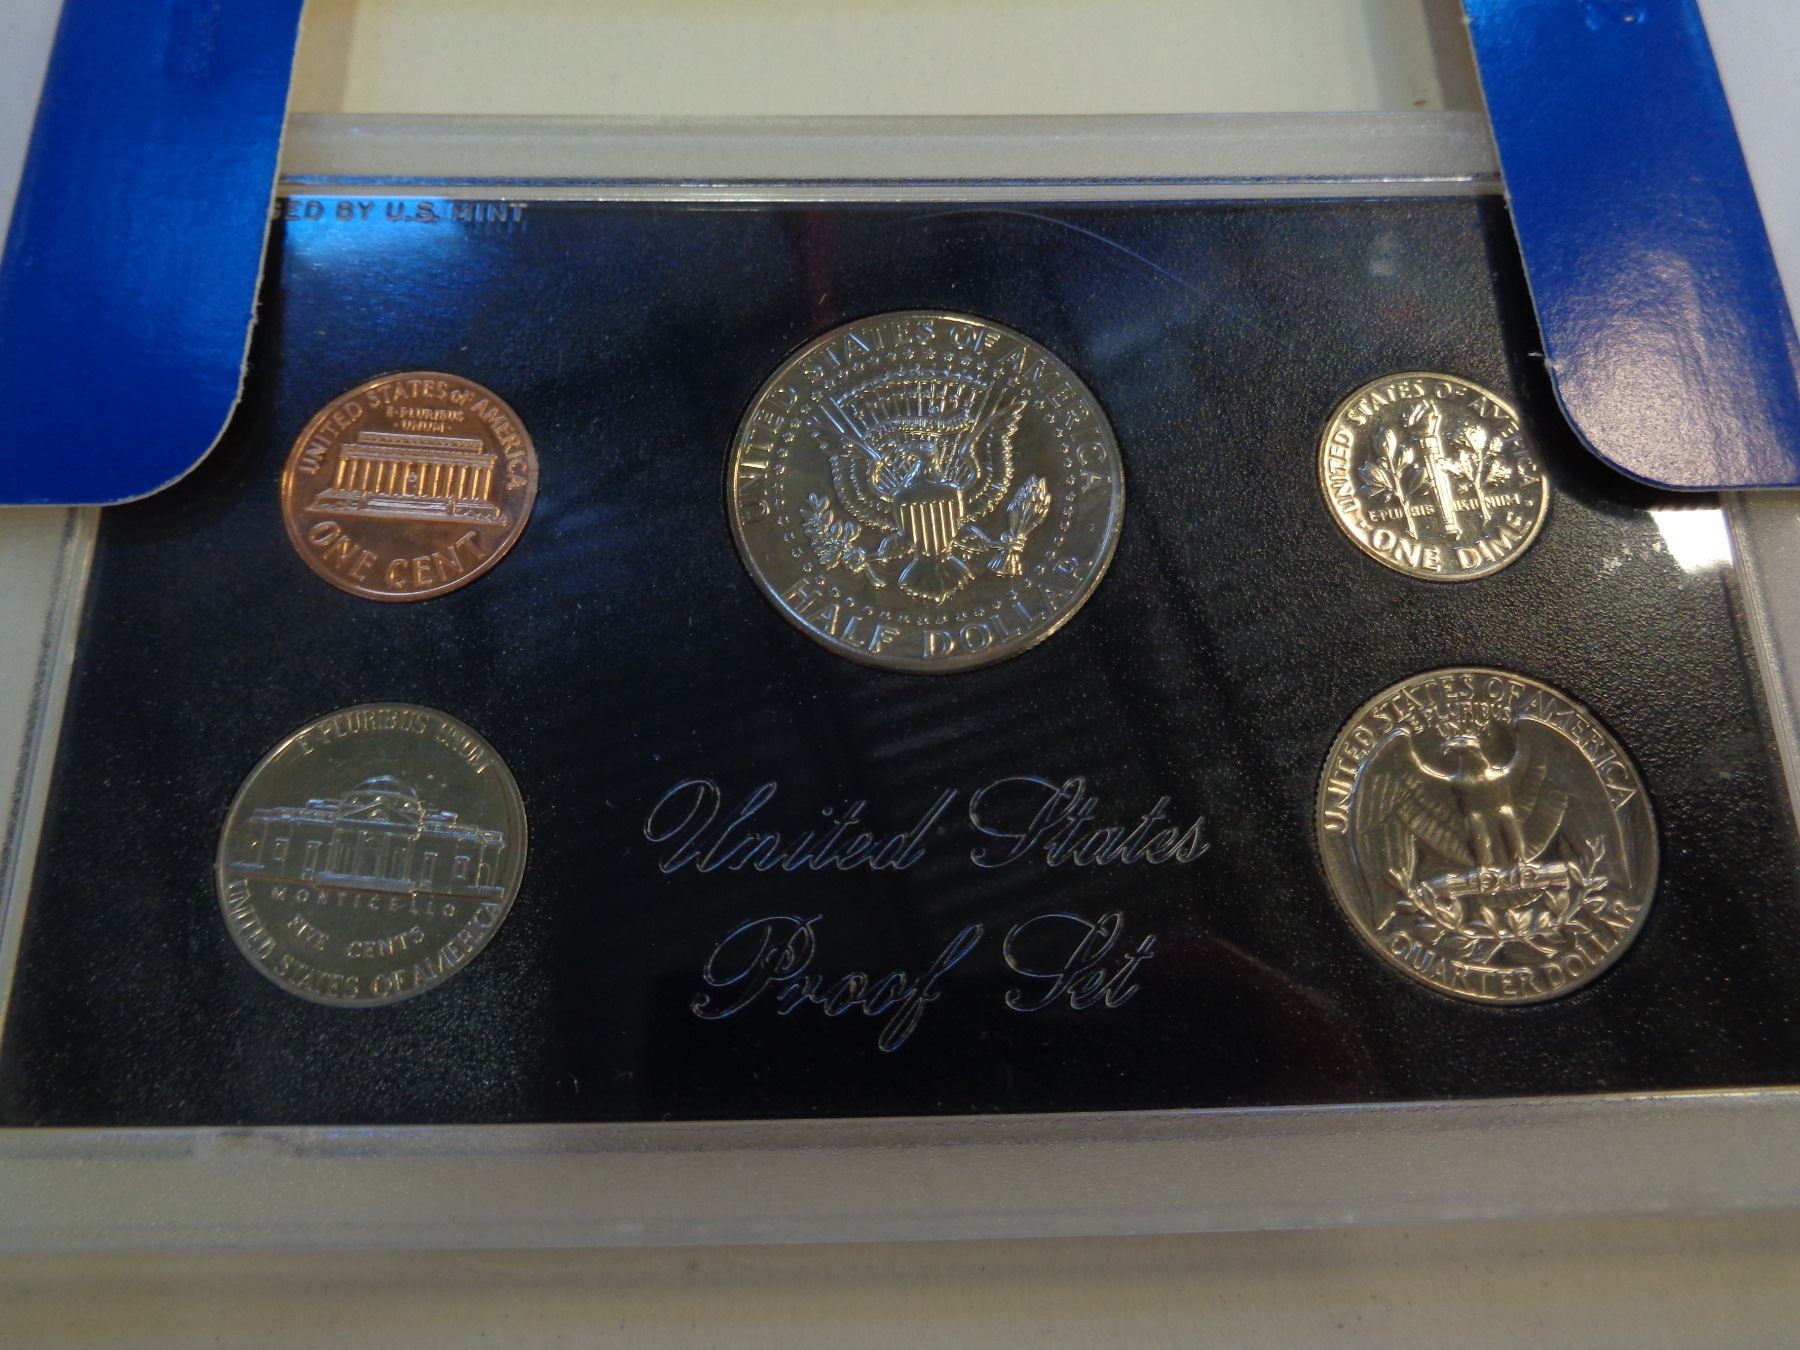 GED BY U.S. MINT
UNITED STATES OF AMERICA
E·PLURIBUS
·UNUM·
ONE CENT
UNITED STATES OF AMERICA
HALF DOLLAR
UNITED STATES OF AMERICA
E·PLURIBUS UNUM
·ONE DIME·
E·PLURIBUS UNUM
MONTICELLO
FIVE CENTS
UNITED STATES OF AMERICA
United States
Proof Set
UNITED STATES OF AMERICA
E·PLURIBUS
UNUM
QUARTER DOLLAR